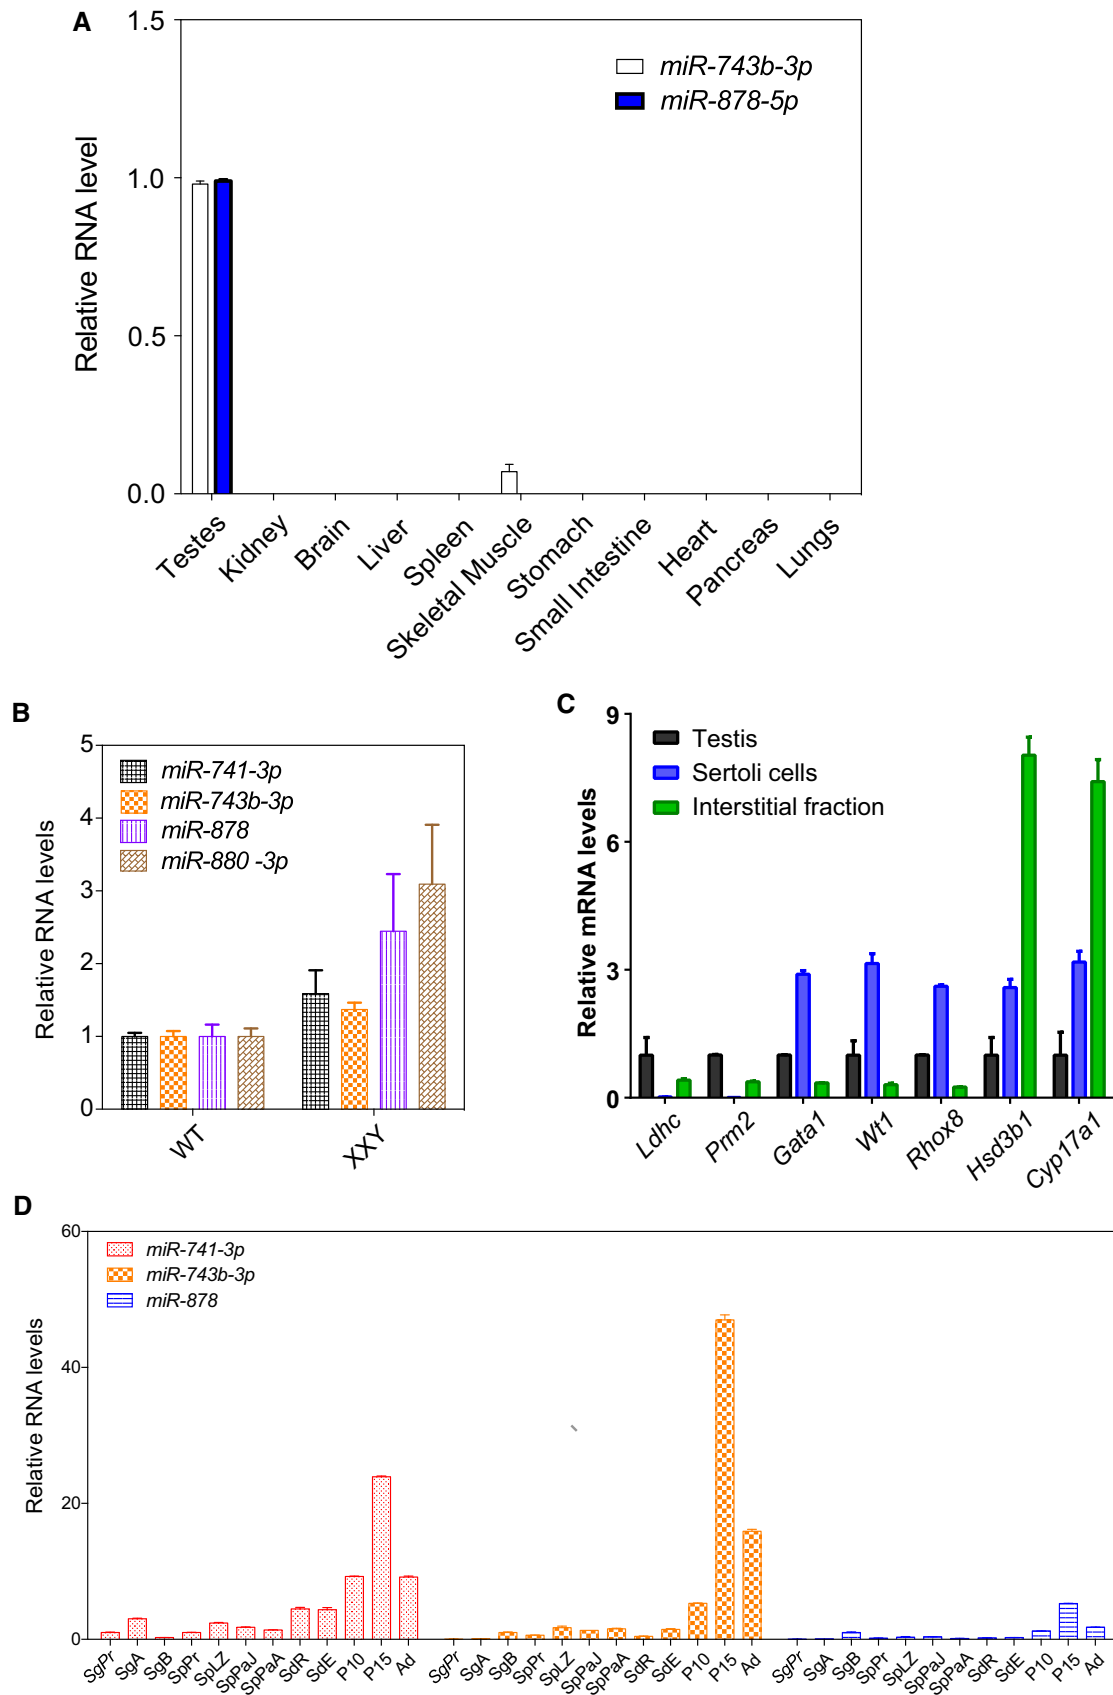 A
1.5
1.0
0.5
0.0
Relative RNA level
miR-743b-3p
miR-878-5p
Testes
Kidney
Brain
Liver
Spleen
Skeletal Muscle
Stomach
Small Intestine
Heart
Pancreas
Lungs
B
5
4
3
2
1
0
Relative RNA levels
miR-741-3p
miR-743b-3p
miR-878
miR-880 -3p
WT
XXY
C
9
6
3
0
Relative mRNA levels
Testis
Sertoli cells
Interstitial fraction
Ldhc
Prm2
Gata1
Wt1
Rhox8
Hsd3b1
Cyp17a1
D
60
40
20
0
Relative RNA levels
miR-741-3p
miR-743b-3p
miR-878
SgPr
SgA
SgB
SpPr
SpLZ
SpPaJ
SpPaA
SdR
SdE
P10
P15
Ad
SgPr
SgA
SgB
SpPr
SpLZ
SpPaJ
SpPaA
SdR
SdE
P10
P15
Ad
SgPr
SgA
SgB
SpPr
SpLZ
SpPaJ
SpPaA
SdR
SdE
P10
P15
Ad